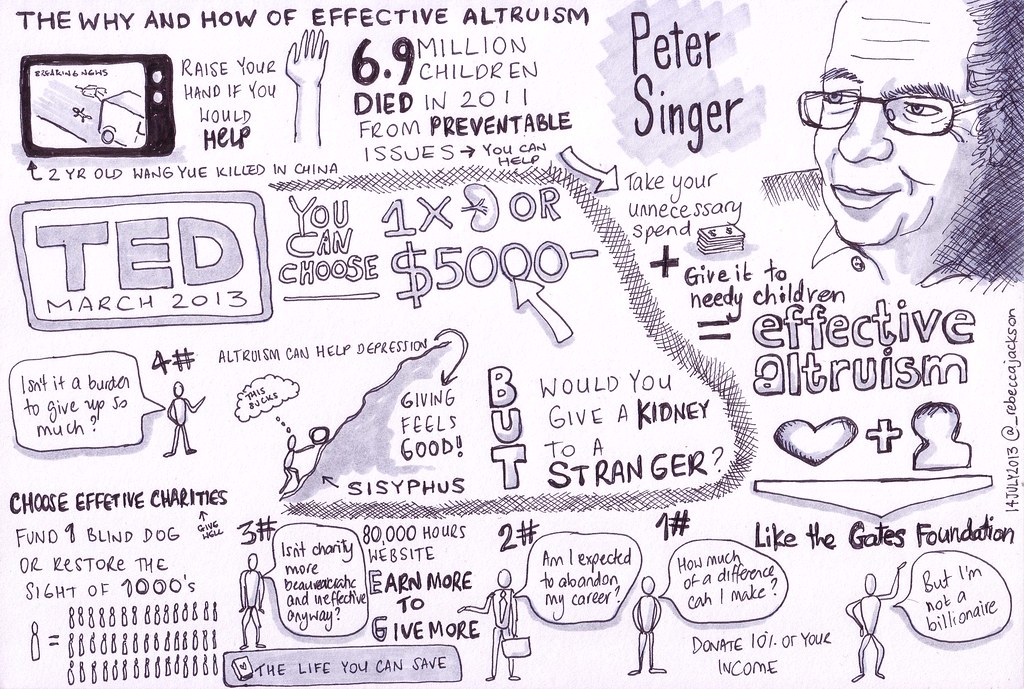 THE WHY AND HOW OF EFFECTIVE ALTRUISM
BREAKING NEWS
RAISE YOUR
HAND IF YOU
WOULD
HELP
2 YR OLD WANG YUE KILLED IN CHINA
6.9 MILLION
CHILDREN
DIED IN 2011
FROM PREVENTABLE
ISSUES → YOU CAN
HELP
Peter
Singer
Take your
unnecessary
spend
+ Give it to
needy children
= effective
altruism
+
Like the Gates Foundation
But I'm
not a
billionaire
1#
How much
of a difference
can I make?
DONATE 10% OF YOUR
INCOME
2#
Am I expected
to abandon
my career?
80,000 HOURS
WEBSITE
EARN MORE
TO
GIVE MORE
3#
Isn't charity
more
beaureacratic
and ineffective
anyway?
THE LIFE YOU CAN SAVE
CHOOSE EFFETIVE CHARITIES
GIVE
WELL
FUND 1 BLIND DOG
OR RESTORE THE
SIGHT OF 1000's
=
4#
Isn't it a burden
to give up so
much?
ALTRUISM CAN HELP DEPRESSION
THIS
SUCKS
GIVING
FEELS
GOOD!
SISYPHUS
TED
MARCH 2013
YOU
CAN
CHOOSE
1X OR
$5000-
BUT
WOULD YOU
GIVE A KIDNEY
TO A
STRANGER?
14JULY2013 @_rebeccajackson